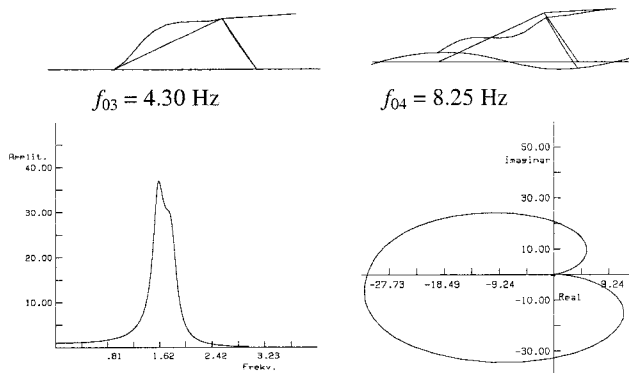 f03 = 4.30 Hz
f04 = 8.25 Hz
Amplit.
40.00
30.00
20.00
10.00
.81
1.62
2.42
3.23
Frekv.
50.00
imaginar
30.00
10.00
-27.73
-18.49
-9.24
9.24
Real
-10.00
-30.00